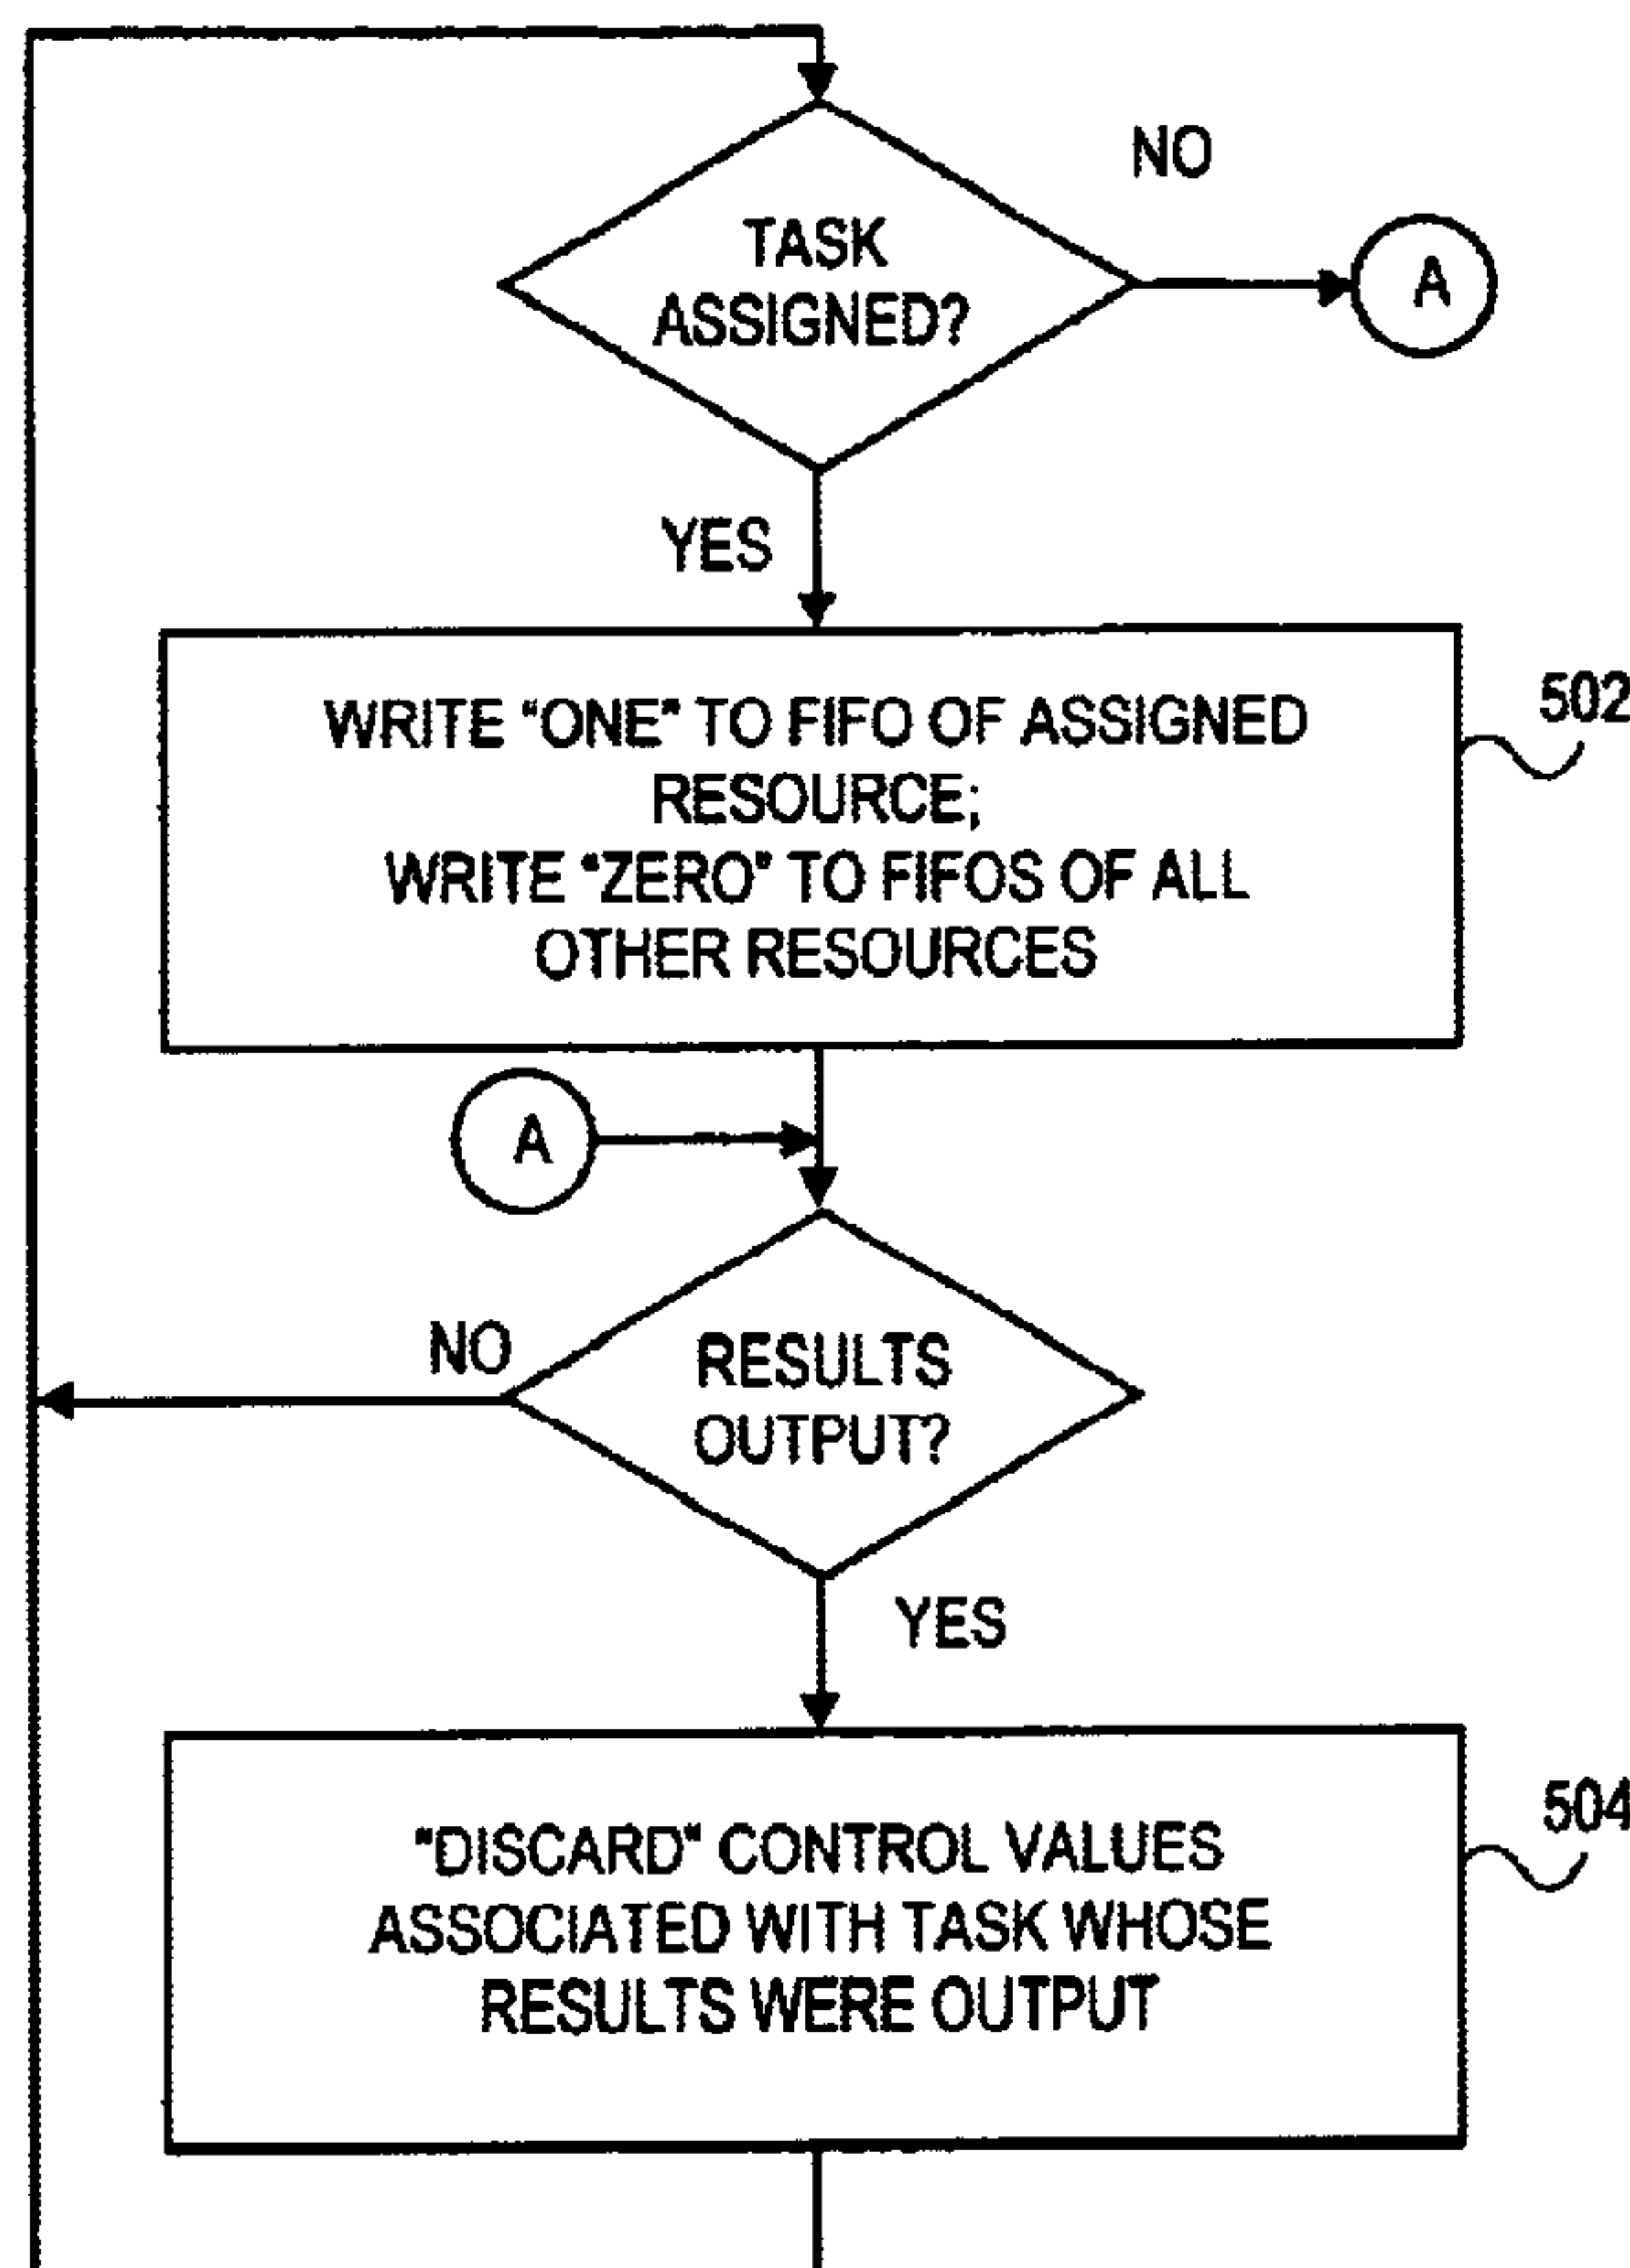 NO
TASK
ASSIGNED?
A
YES
502
WRITE "ONE" TO FIFO OF ASSIGNED
RESOURCE;
WRITE "ZERO" TO FIFOS OF ALL
OTHER RESOURCES
A
NO
RESULTS
OUTPUT?
YES
504
"DISCARD" CONTROL VALUES
ASSOCIATED WITH TASK WHOSE
RESULTS WERE OUTPUT